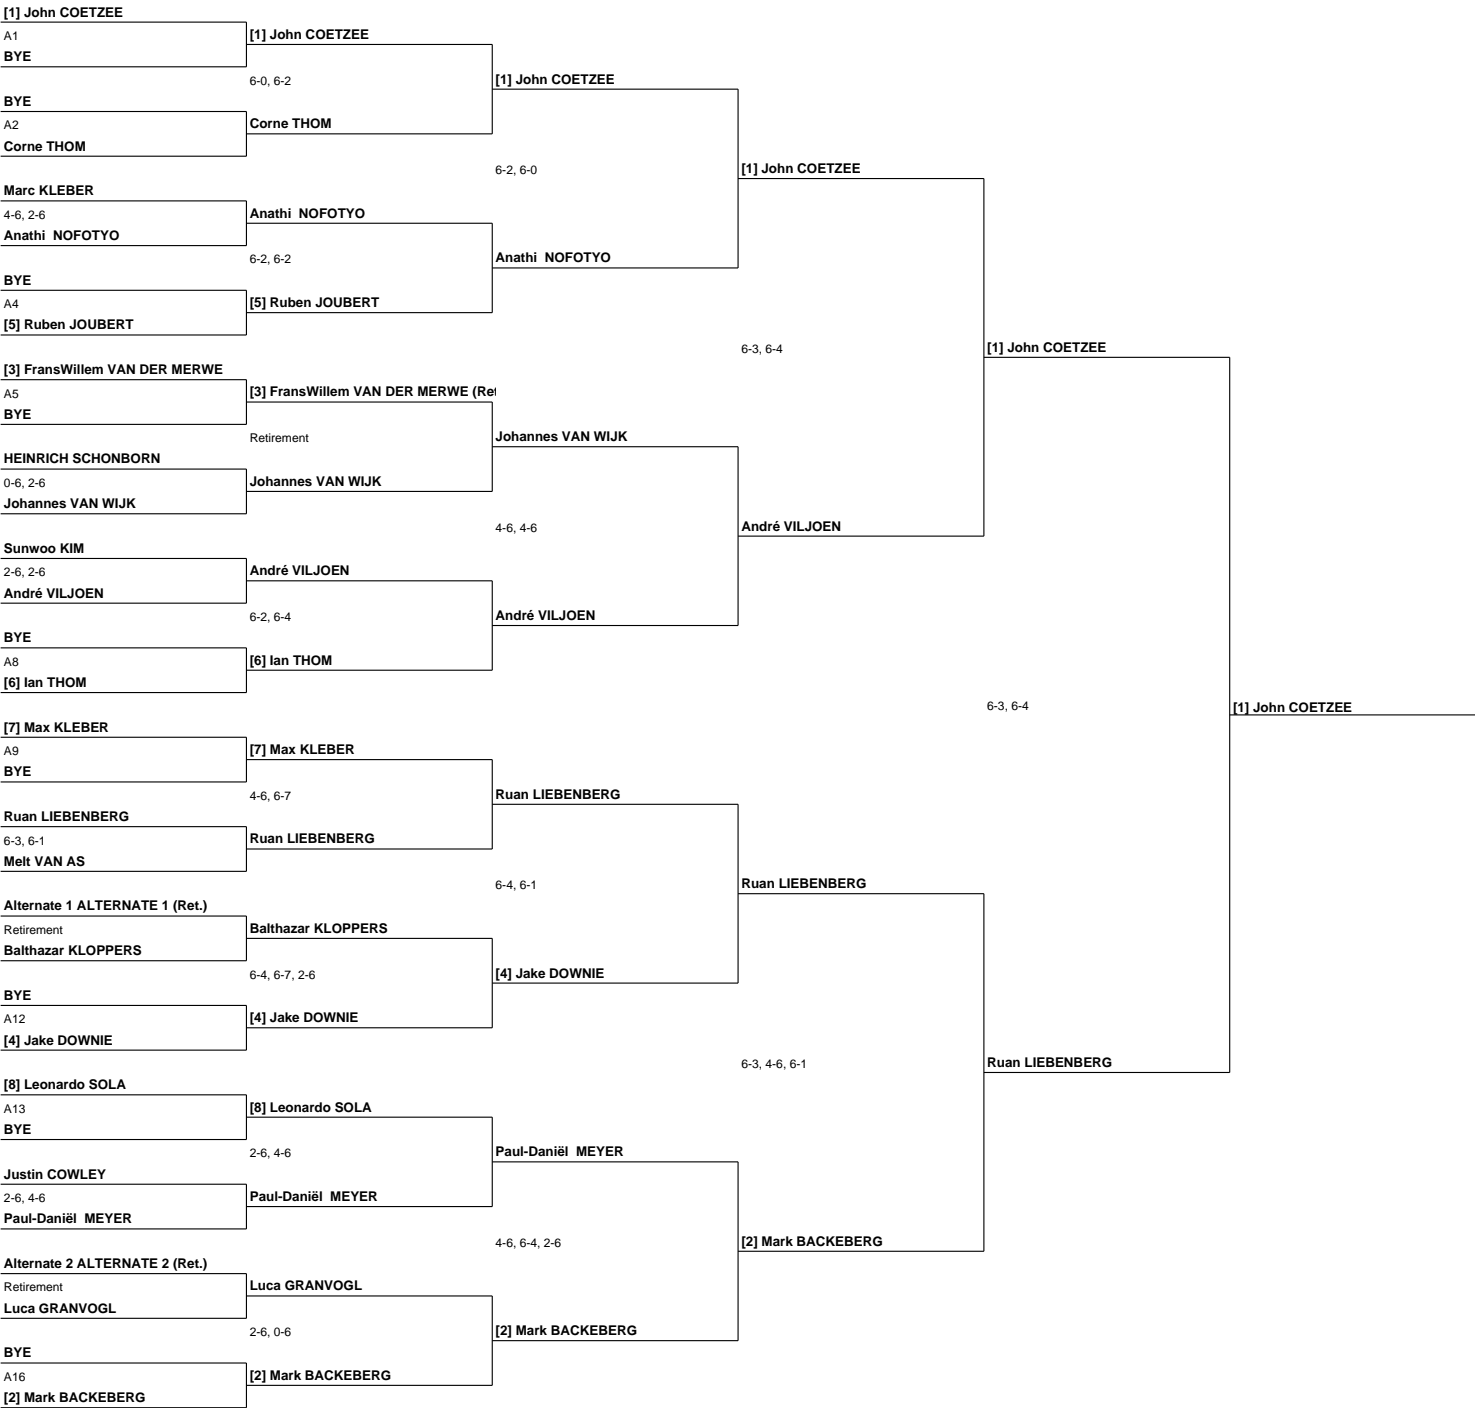 [1] John COETZEE
A1
BYE
BYE
A2
Corne THOM
Marc KLEBER
4-6, 2-6
Anathi  NOFOTYO
BYE
A4
[5] Ruben JOUBERT
[3] FransWillem VAN DER MERWE
A5
BYE
HEINRICH SCHONBORN
0-6, 2-6
Johannes VAN WIJK
Sunwoo KIM
2-6, 2-6
André VILJOEN
BYE
A8
[6] Ian THOM
[7] Max KLEBER
A9
BYE
Ruan LIEBENBERG
6-3, 6-1
Melt VAN AS
Alternate 1 ALTERNATE 1 (Ret.)
Retirement
Balthazar KLOPPERS
BYE
A12
[4] Jake DOWNIE
[8] Leonardo SOLA
A13
BYE
Justin COWLEY
2-6, 4-6
Paul-Daniël  MEYER
Alternate 2 ALTERNATE 2 (Ret.)
Retirement
Luca GRANVOGL
BYE
A16
[2] Mark BACKEBERG
[1] John COETZEE
6-0, 6-2
Corne THOM
Anathi  NOFOTYO
6-2, 6-2
[5] Ruben JOUBERT
[3] FransWillem VAN DER MERWE (Ret
Retirement
Johannes VAN WIJK
André VILJOEN
6-2, 6-4
[6] Ian THOM
[7] Max KLEBER
4-6, 6-7
Ruan LIEBENBERG
Balthazar KLOPPERS
6-4, 6-7, 2-6
[4] Jake DOWNIE
[8] Leonardo SOLA
2-6, 4-6
Paul-Daniël  MEYER
Luca GRANVOGL
2-6, 0-6
[2] Mark BACKEBERG
[1] John COETZEE
6-2, 6-0
Anathi  NOFOTYO
Johannes VAN WIJK
4-6, 4-6
André VILJOEN
Ruan LIEBENBERG
6-4, 6-1
[4] Jake DOWNIE
Paul-Daniël  MEYER
4-6, 6-4, 2-6
[2] Mark BACKEBERG
[1] John COETZEE
6-3, 6-4
André VILJOEN
Ruan LIEBENBERG
6-3, 4-6, 6-1
[2] Mark BACKEBERG
[1] John COETZEE
6-3, 6-4
Ruan LIEBENBERG
[1] John COETZEE